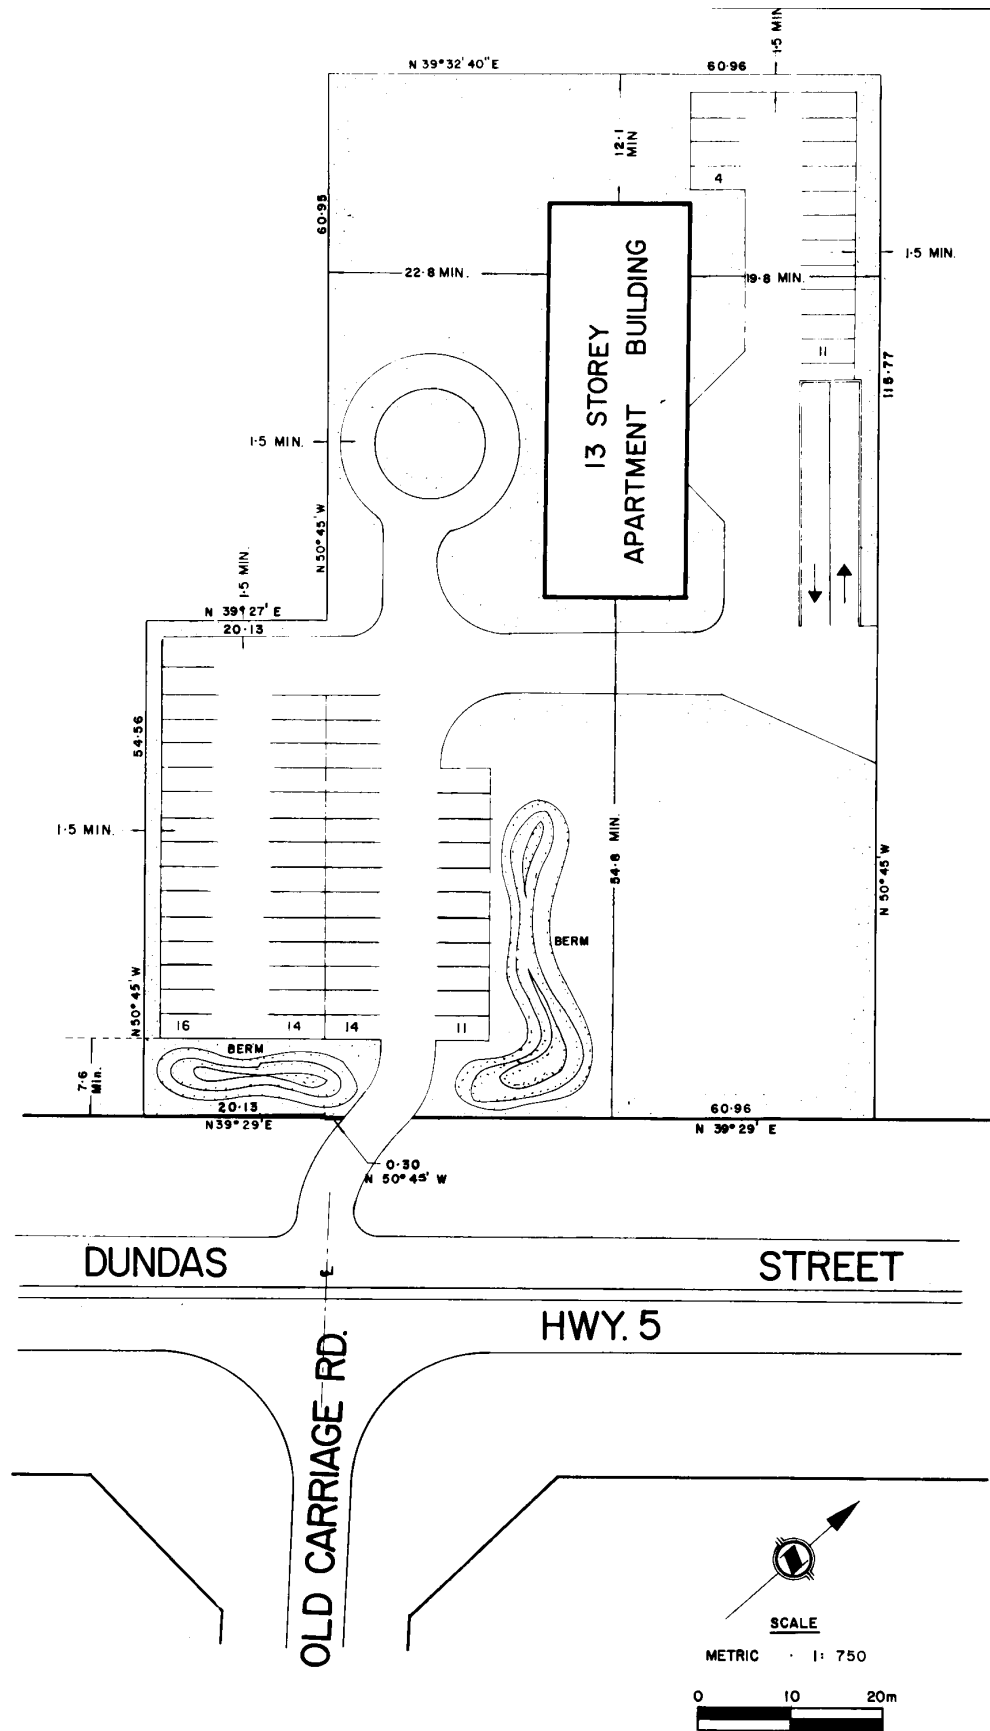 1·5 MIN
N 39°32'40"E
60·96
12·1
MIN
4
60·95
1·5 MIN.
22·8 MIN.
19·8 MIN.
13 STOREY
APARTMENT BUILDING
11
116·77
1·5 MIN.
N 50°45'W
1·5 MIN.
N 39°27' E
20·13
54·56
1·5 MIN.
54·8 MIN.
N 50°45'W
BERM
N 50°45'W
16
14
14
11
BERM
7·6
Min.
20·13
N 39°29'E
60·96
N 39°29' E
0·30
N 50°45' W
DUNDAS STREET
HWY. 5
OLD CARRIAGE RD.
SCALE
METRIC · 1: 750
0 10 20m